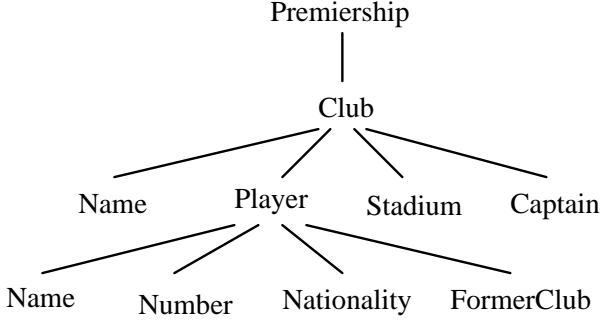 Premiership
Club
Name Player Stadium Captain
Name Number Nationality FormerClub